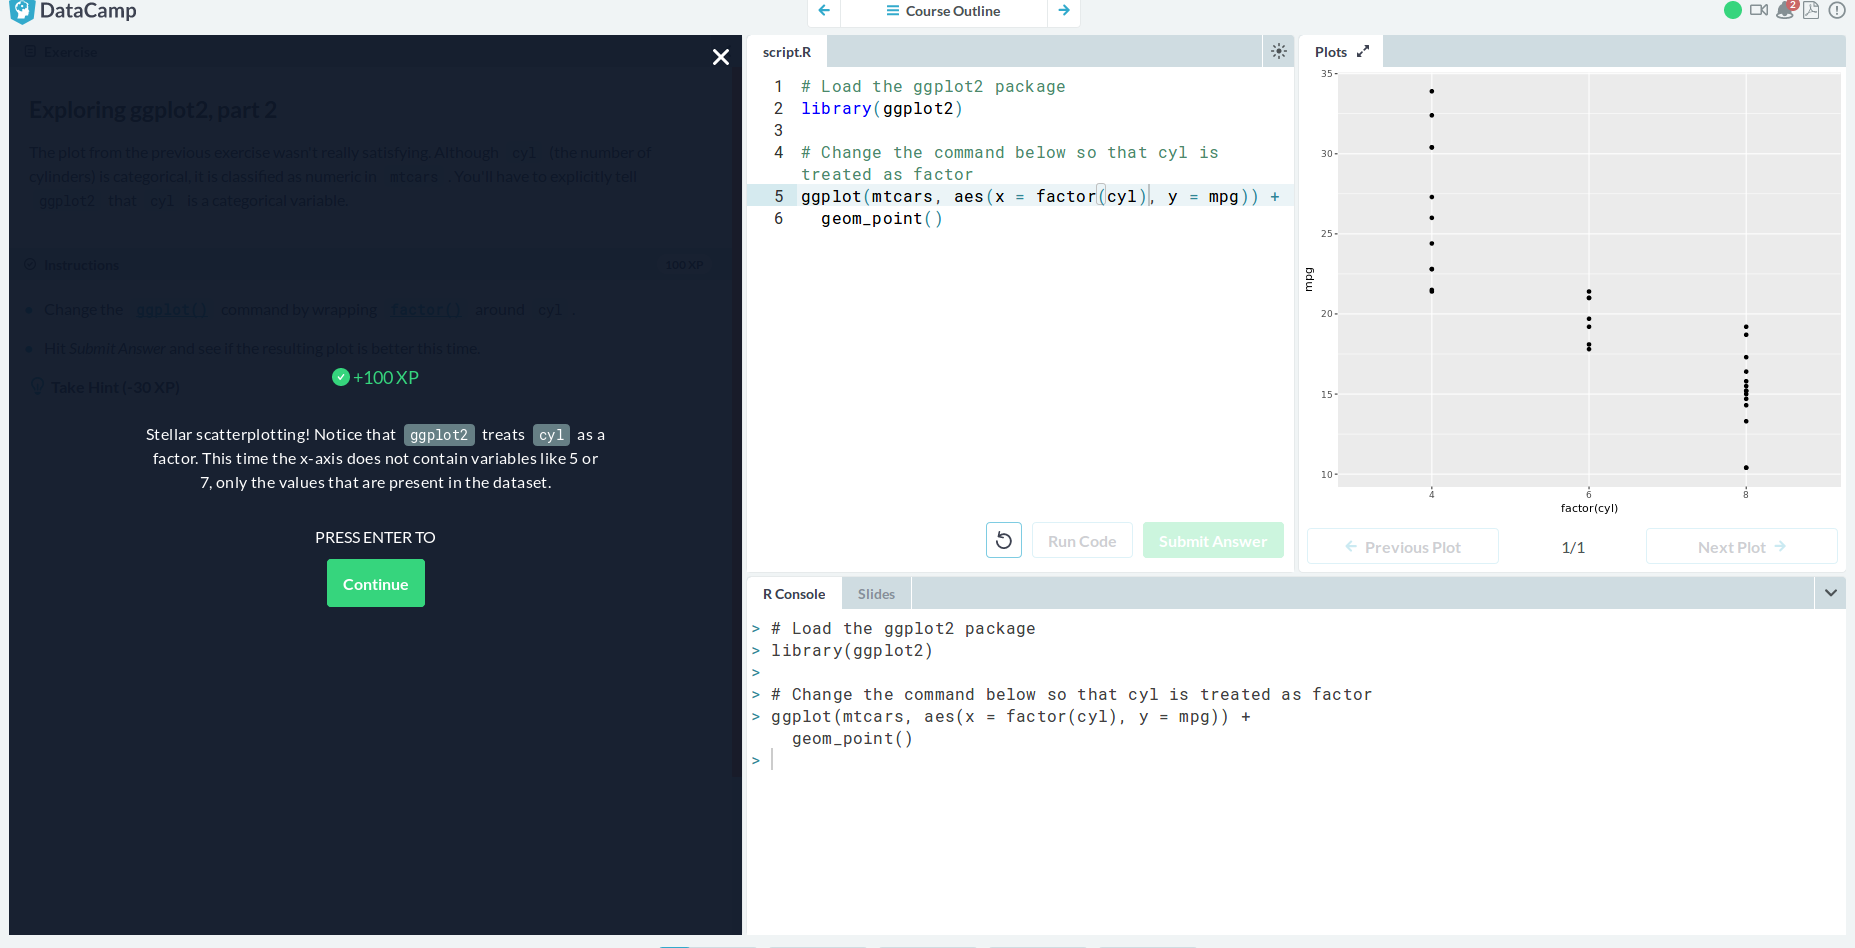 DataCamp
Course Outline
2
Exercise
Exploring ggplot2, part 2
The plot from the previous exercise wasn't really satisfying. Although cyl (the number of
cylinders) is categorical, it is classified as numeric in mtcars . You'll have to explicitly tell
ggplot2 that cyl is a categorical variable.
Instructions
100 XP
Change the ggplot() command by wrapping factor() around cyl .
Hit Submit Answer and see if the resulting plot is better this time.
Take Hint (-30 XP)
+100 XP
Stellar scatterplotting! Notice that ggplot2 treats cyl as a
factor. This time the x-axis does not contain variables like 5 or
7, only the values that are present in the dataset.
PRESS ENTER TO
Continue
script.R
1 # Load the ggplot2 package
2 library(ggplot2)
3
4 # Change the command below so that cyl is
treated as factor
5 ggplot(mtcars, aes(x = factor(cyl), y = mpg)) +
6 geom_point()
Run Code
Submit Answer
Plots
35
30
25
20
15
10
mpg
4 6 8
factor(cyl)
Previous Plot
1/1
Next Plot
R Console
Slides
> # Load the ggplot2 package
> library(ggplot2)
>
> # Change the command below so that cyl is treated as factor
> ggplot(mtcars, aes(x = factor(cyl), y = mpg)) +
geom_point()
>